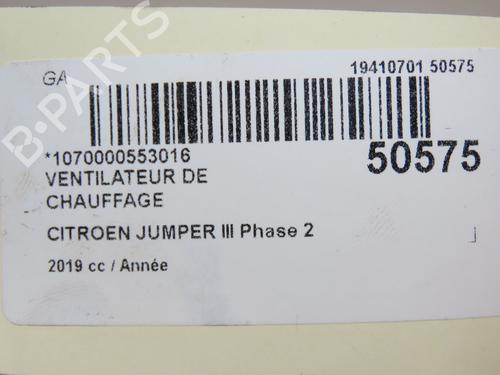 GA
19410701 50575
*1070000553016
50575
VENTILATEUR DE
CHAUFFAGE
CITROEN JUMPER III Phase 2
2019 cc / Année
B-PARTS